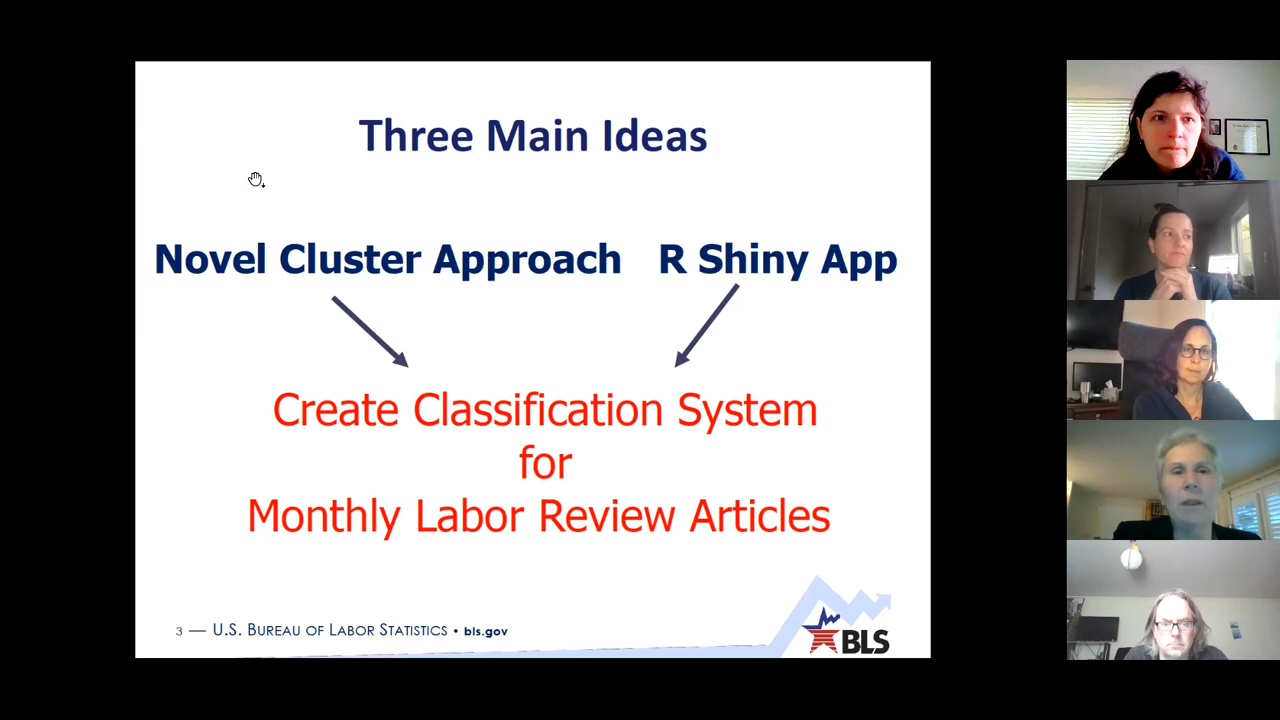 Three Main Ideas
Novel Cluster Approach R Shiny App
Create Classification System
for
Monthly Labor Review Articles
3 — U.S. BUREAU OF LABOR STATISTICS • bls.gov
BLS